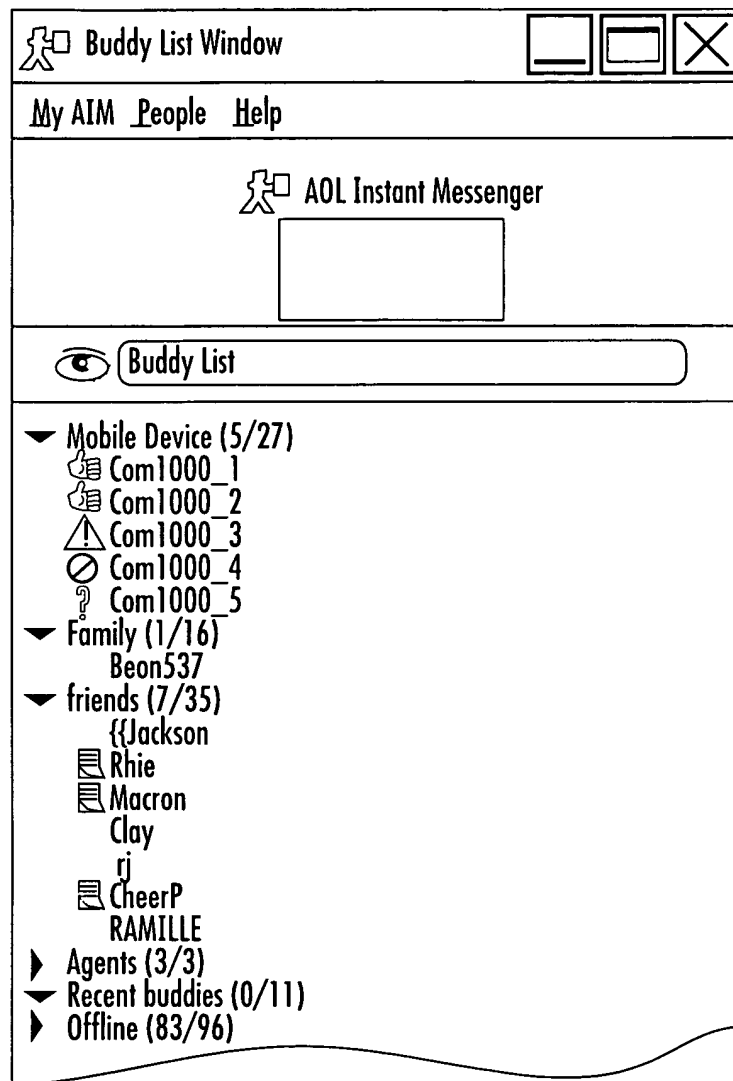 Buddy List Window
My AIM People Help
AOL Instant Messenger
Buddy List
Mobile Device (5/27)
Com1000_1
Com1000_2
Com1000_3
Com1000_4
Com1000_5
Family (1/16)
Beon537
friends (7/35)
{{Jackson
Rhie
Macron
Clay
rj
CheerP
RAMILLE
Agents (3/3)
Recent buddies (0/11)
Offline (83/96)